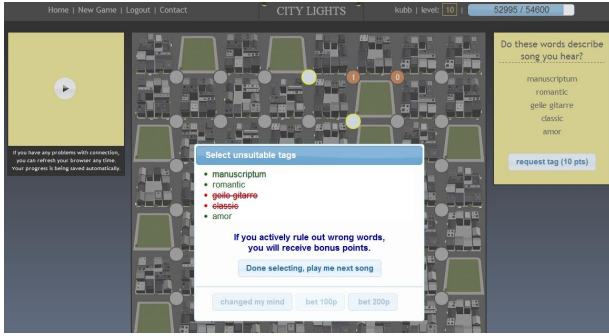 Home | New Game | Logout | Contact
CITY LIGHTS
kubb | level: 10 |
52995 / 54600
If you have any problems with connection,
you can refresh your browser any time.
Your progress is being saved automatically.
1
0
Do these words describe
song you hear?
manuscriptum
romantic
geile gitarre
classic
amor
request tag (10 pts)
Select unsuitable tags
manuscriptum
romantic
geile gitarre
classic
amor
If you actively rule out wrong words,
you will receive bonus points.
Done selecting, play me next song
changed my mind
bet 100p
bet 200p